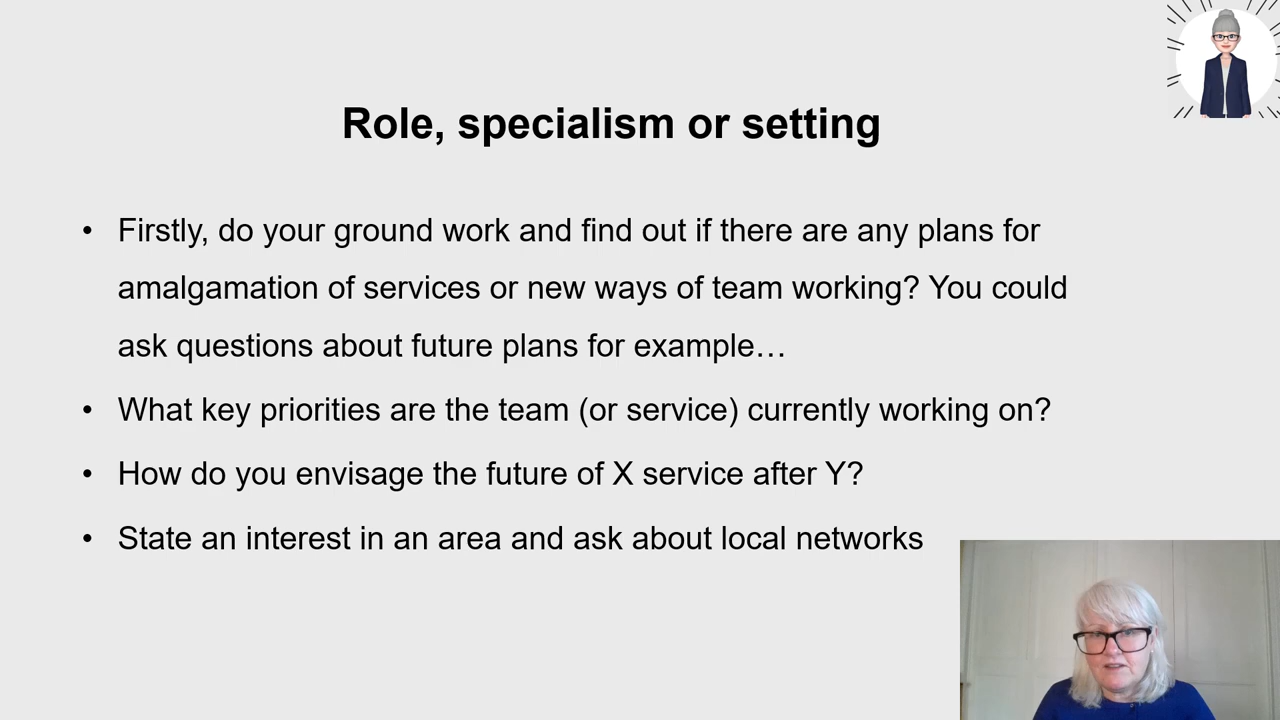 Role, specialism or setting
• Firstly, do your ground work and find out if there are any plans for
amalgamation of services or new ways of team working? You could
ask questions about future plans for example…
• What key priorities are the team (or service) currently working on?
• How do you envisage the future of X service after Y?
• State an interest in an area and ask about local networks